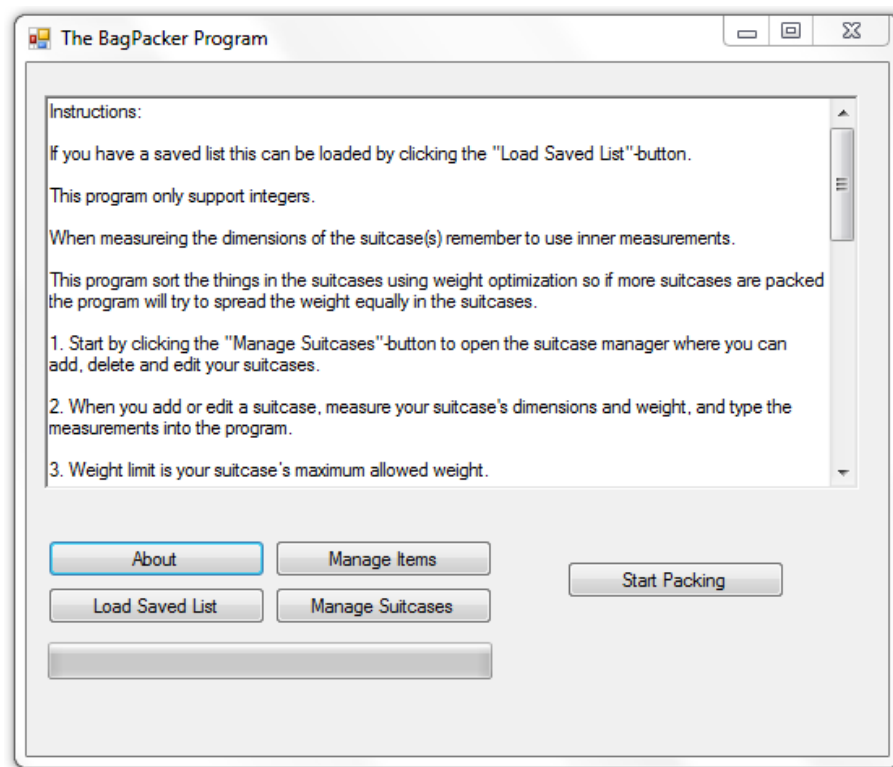 The BagPacker Program
Instructions:
If you have a saved list this can be loaded by clicking the "Load Saved List"-button.
This program only support integers.
When measureing the dimensions of the suitcase(s) remember to use inner measurements.
This program sort the things in the suitcases using weight optimization so if more suitcases are packed
the program will try to spread the weight equally in the suitcases.
1. Start by clicking the "Manage Suitcases"-button to open the suitcase manager where you can
add, delete and edit your suitcases.
2. When you add or edit a suitcase, measure your suitcase's dimensions and weight, and type the
measurements into the program.
3. Weight limit is your suitcase's maximum allowed weight.
About
Manage Items
Start Packing
Load Saved List
Manage Suitcases